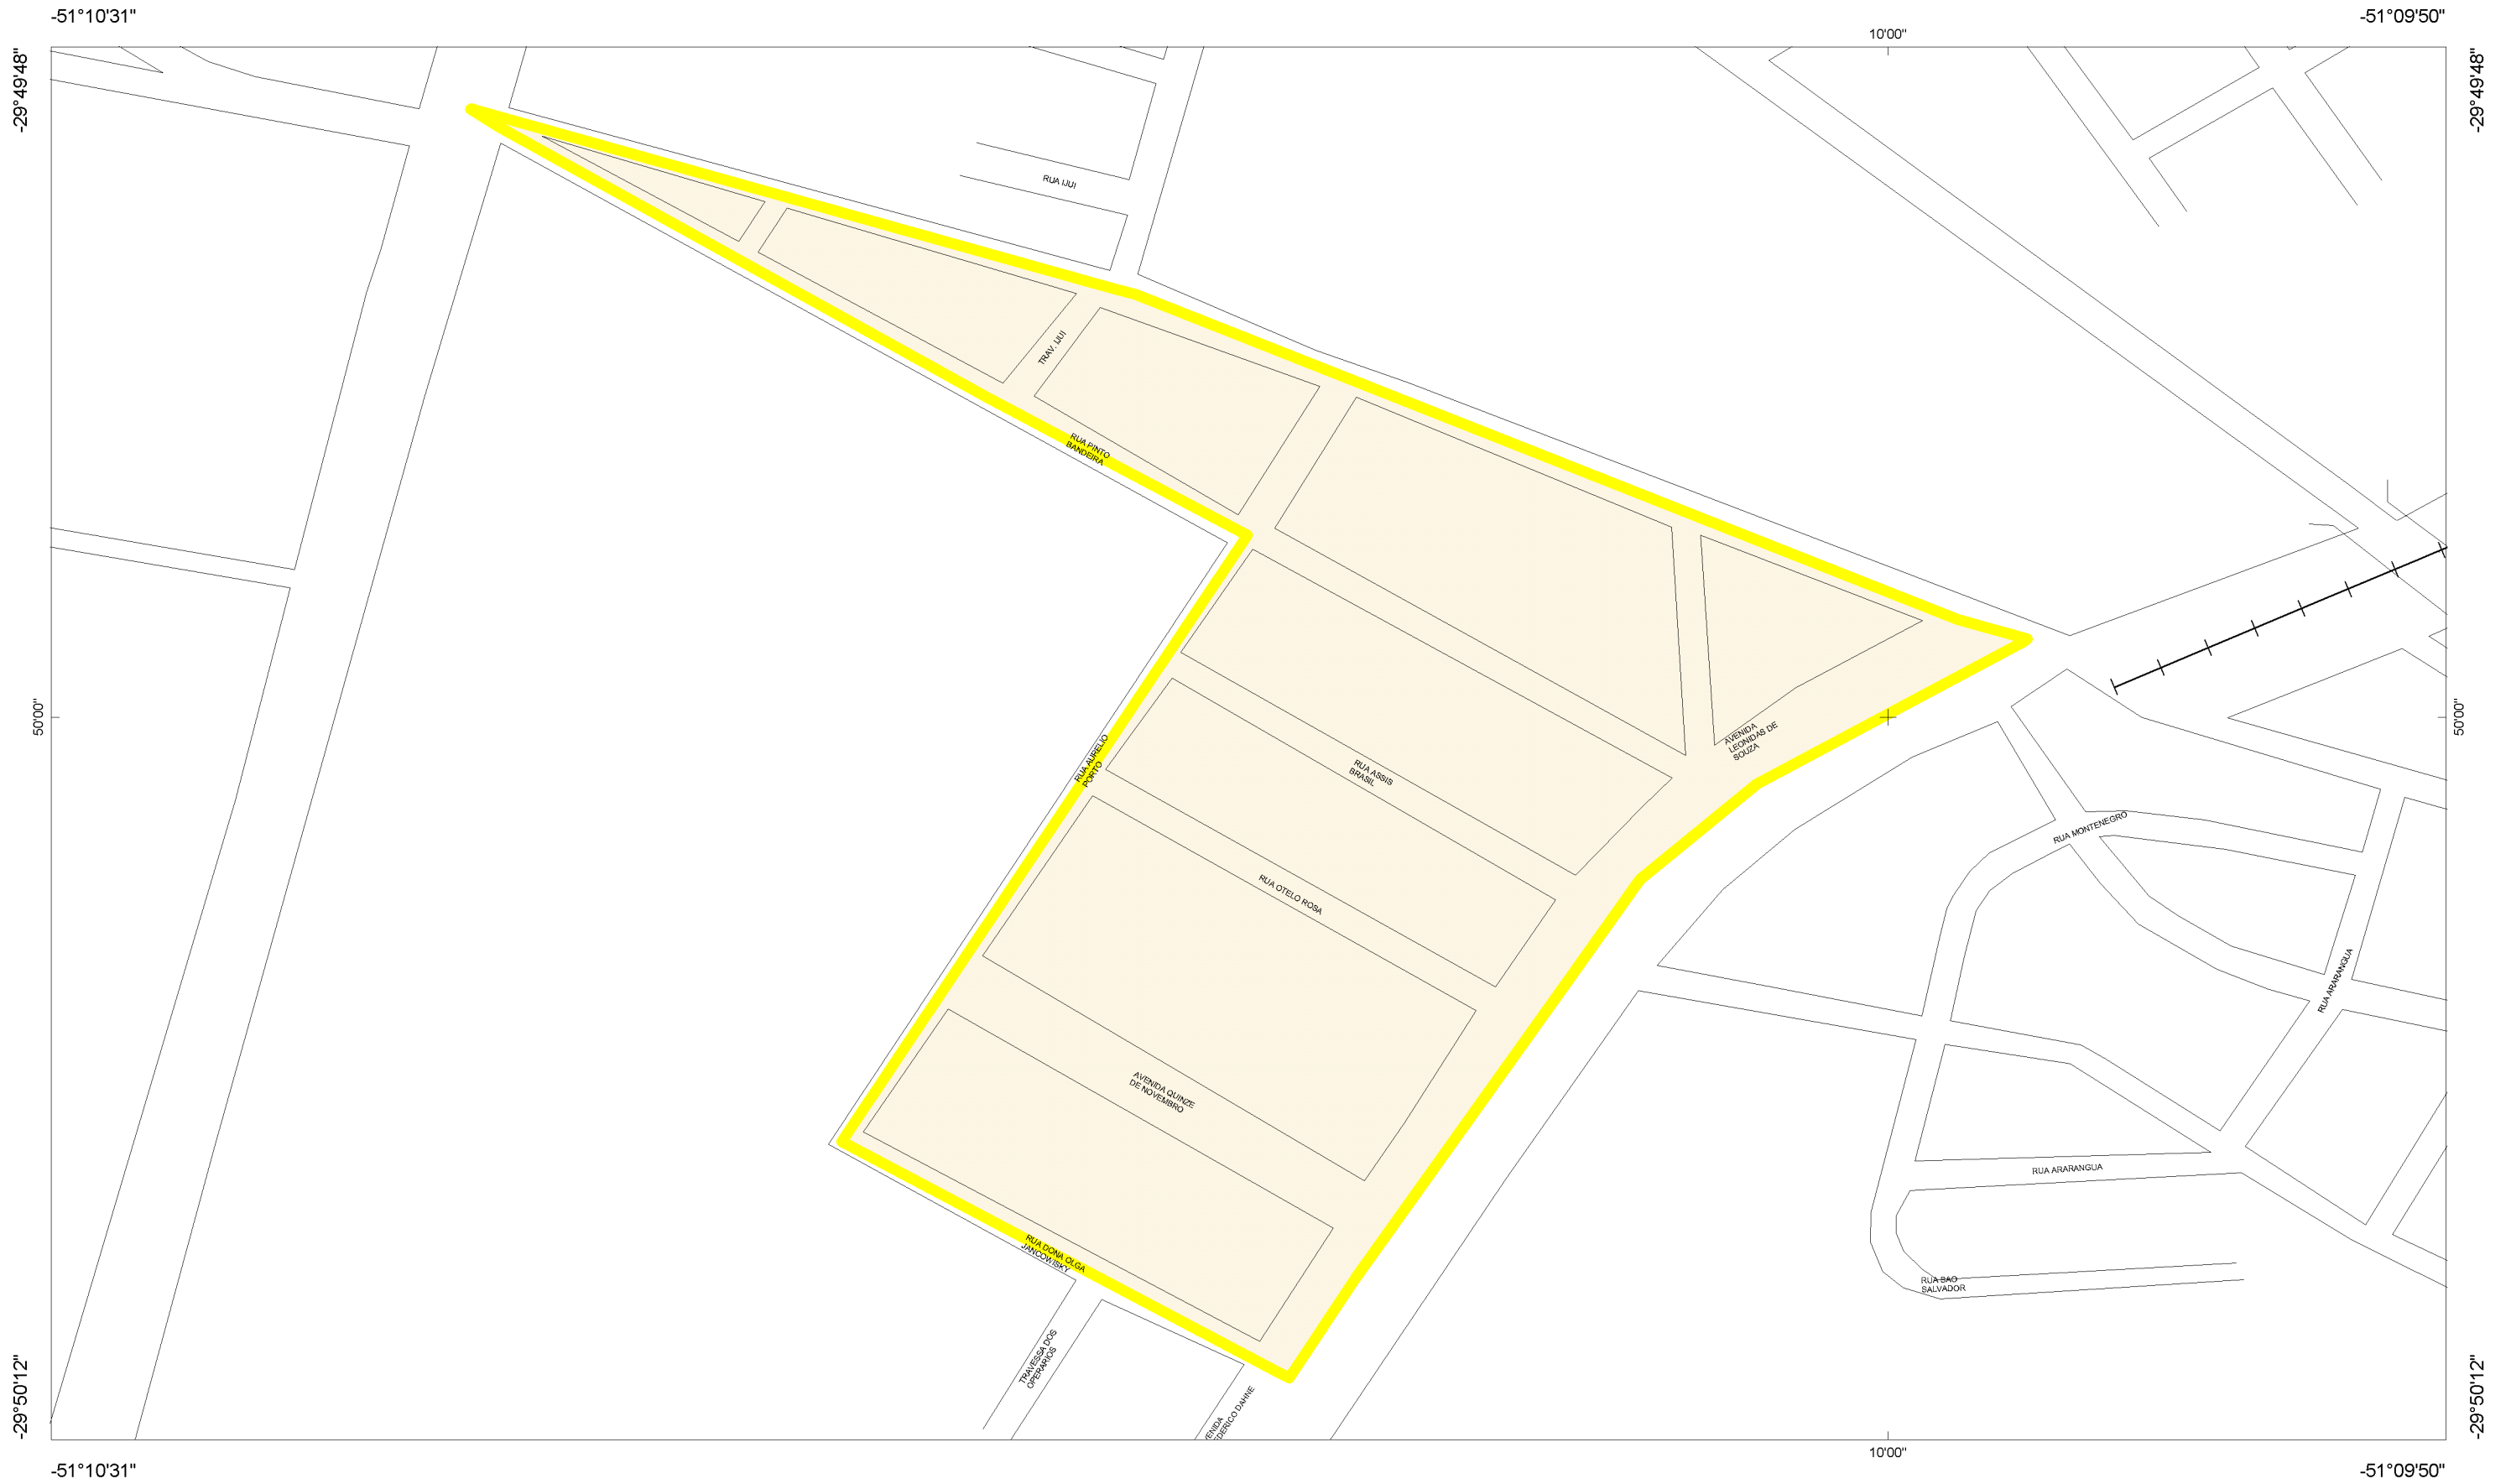 -51°10'31"
-51°09'50"
10'00"
-29°49'48"
-29°49'48"
RUA IJUI
TRAV. IJUI
RUA PINTO
BANDEIRA
50'00"
50'00"
AVENIDA
LEONIDAS DE
SOUZA
RUA AURELIO
PORTO
RUA ASSIS
BRASIL
RUA MONTENEGRO
RUA OTELO ROSA
RUA ARARANGUA
AVENIDA QUINZE
DE NOVEMBRO
RUA ARARANGUA
RUA DONA OLGA
JANCOWISKY
RUA SAO
SALVADOR
TRAVESSA DOS
OPERARIOS
VENIDA
EDERICO DAHNE
-29°50'12"
-29°50'12"
10'00"
-51°10'31"
-51°09'50"